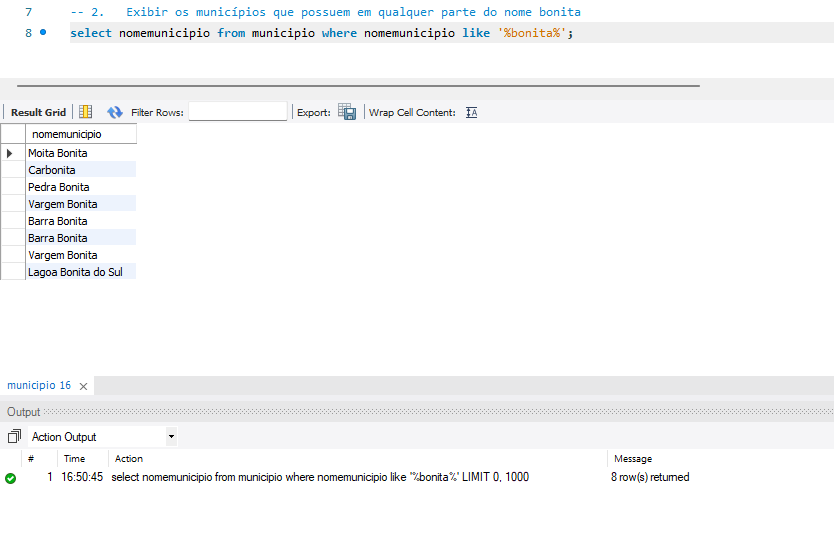 7 -- 2. Exibir os municípios que possuem em qualquer parte do nome bonita
8 select nomemunicipio from municipio where nomemunicipio like '%bonita%';
Result Grid Filter Rows: Export: Wrap Cell Content:
nomemunicipio
Moita Bonita
Carbonita
Pedra Bonita
Vargem Bonita
Barra Bonita
Barra Bonita
Vargem Bonita
Lagoa Bonita do Sul
municipio 16
Output
Action Output
# Time Action Message
1 16:50:45 select nomemunicipio from municipio where nomemunicipio like '%bonita%' LIMIT 0, 1000 8 row(s) returned